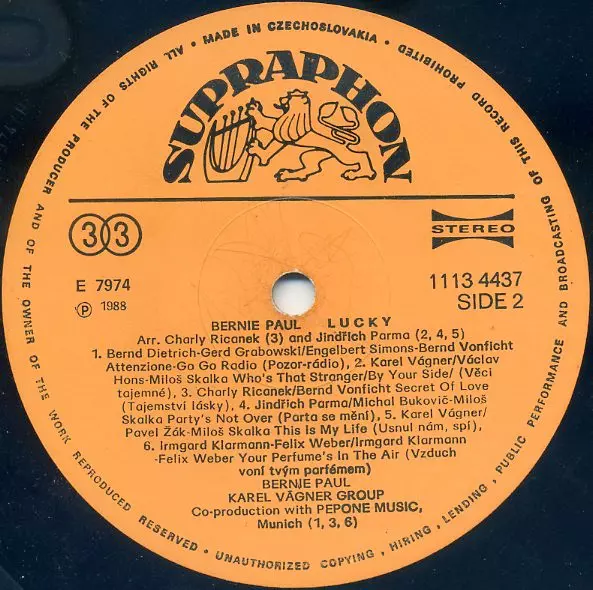 • MADE IN CZECHOSLOVAKIA •
ALL RIGHTS OF THE PRODUCER AND OF THE OWNER OF THE WORK REPRODUCED RESERVED • UNAUTHORIZED COPYING, HIRING, LENDING, PUBLIC PERFORMANCE AND BROADCASTING OF THIS RECORD PROHIBITED
SUPRAPHON
33
STEREO
E 7974
1113 4437
Ⓟ 1988
SIDE 2
BERNIE PAUL LUCKY
Arr. Charly Ricanek (3) and Jindřich Parma (2, 4, 5)
1. Bernd Dietrich-Gerd Grabowski/Engelbert Simons-Bernd Vonficht
Attenzione-Go Go Radio (Pozor-rádio), 2. Karel Vágner/Václav
Hons-Miloš Skalka Who's That Stranger/By Your Side/ (Věci
tajemné), 3. Charly Ricanek/Bernd Vonficht Secret Of Love
(Tajemství lásky), 4. Jindřich Parma/Michal Bukovič-Miloš
Skalka Party's Not Over (Parta se mění), 5. Karel Vágner/
Pavel Žák-Miloš Skalka This Is My Life (Usnul nám, spí),
6. Irmgard Klarmann-Felix Weber/Irmgard Klarmann
-Felix Weber Your Perfume's In The Air (Vzduch
voní tvým parfémem)
BERNIE PAUL
KAREL VÁGNER GROUP
Co-production with PEPONE MUSIC,
Munich (1, 3, 6)